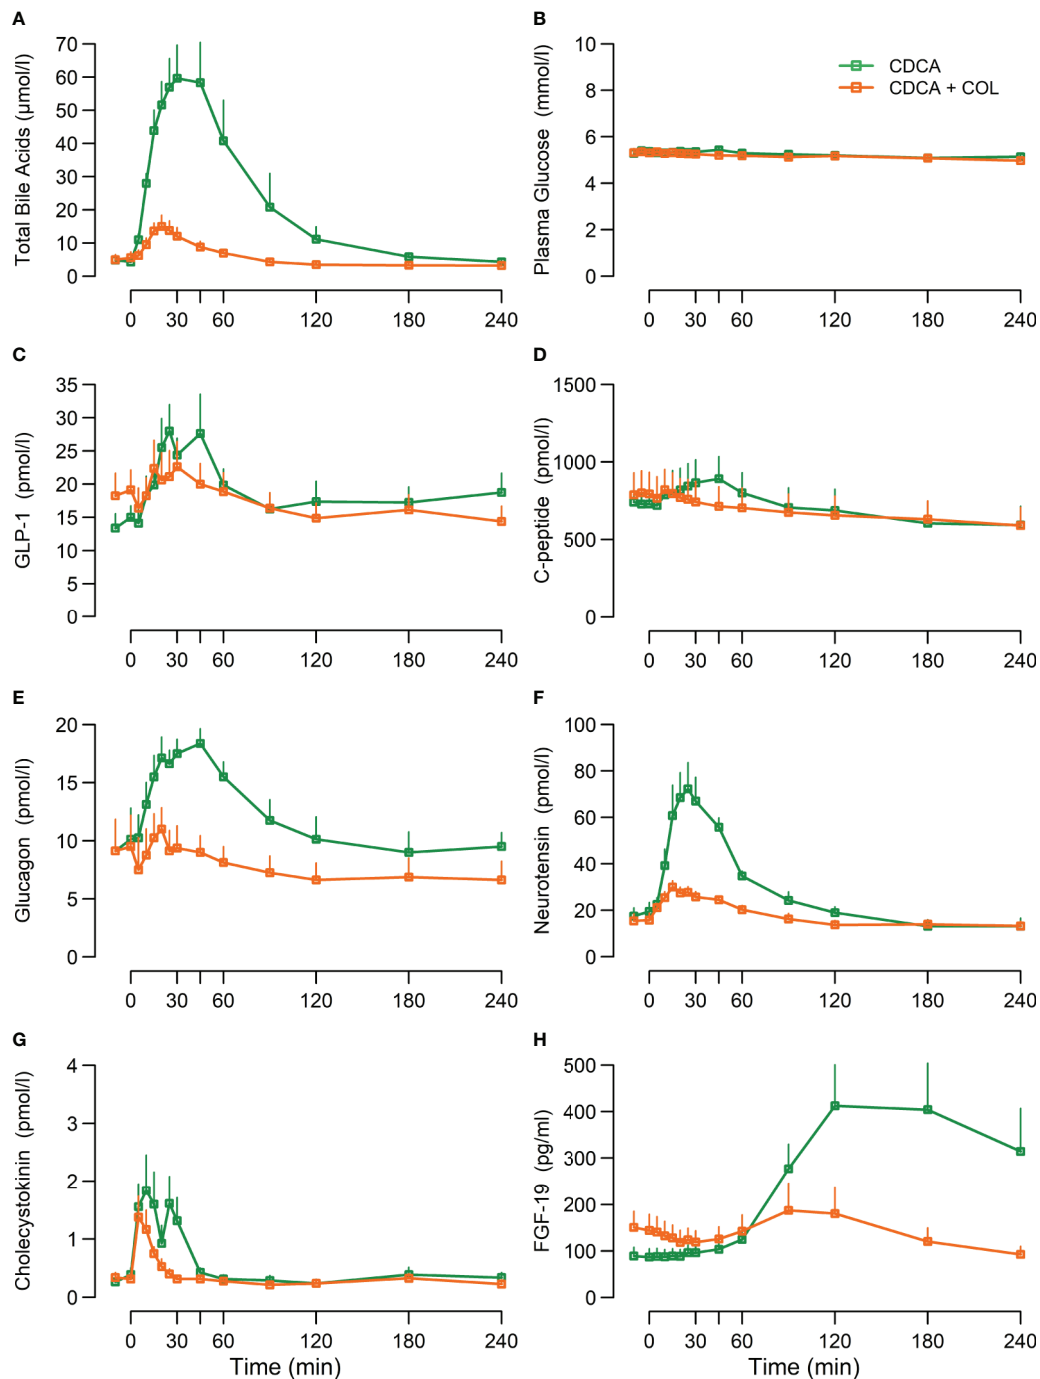 A
Total Bile Acids (µmol/l)
70
60
50
40
30
20
10
0
0 30 60 120 180 240
B
Plasma Glucose (mmol/l)
10
8
6
4
2
0
CDCA
CDCA + COL
0 30 60 120 180 240
C
GLP-1 (pmol/l)
35
30
25
20
15
10
5
0
0 30 60 120 180 240
D
C-peptide (pmol/l)
1500
1000
500
0
0 30 60 120 180 240
E
Glucagon (pmol/l)
20
15
10
5
0
0 30 60 120 180 240
F
Neurotensin (pmol/l)
100
80
60
40
20
0
0 30 60 120 180 240
G
Cholecystokinin (pmol/l)
4
3
2
1
0
0 30 60 120 180 240
Time (min)
H
FGF-19 (pg/ml)
500
400
300
200
100
0
0 30 60 120 180 240
Time (min)